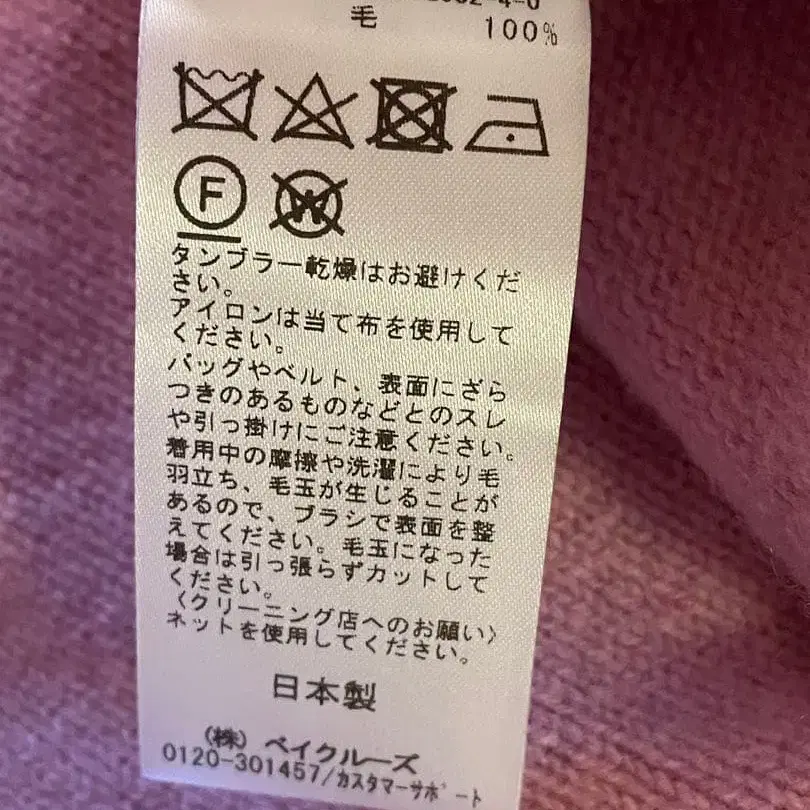 毛 100%
F
W
タンブラー乾燥はお避けくだ
さい。
アイロンは当て布を使用して
ください。
バッグやベルト、表面にざら
つきのあるものなどとのスレ
や引っ掛けにご注意ください。
着用中の摩擦や洗濯により毛
羽立ち、毛玉が生じることが
あるので、ブラシで表面を整
えてください。毛玉になった
場合は引っ張らずカットして
ください。
〈クリーニング店へのお願い〉
ネットを使用してください。
日本製
(株) ベイクルーズ
0120-301457/カスタマーサポート